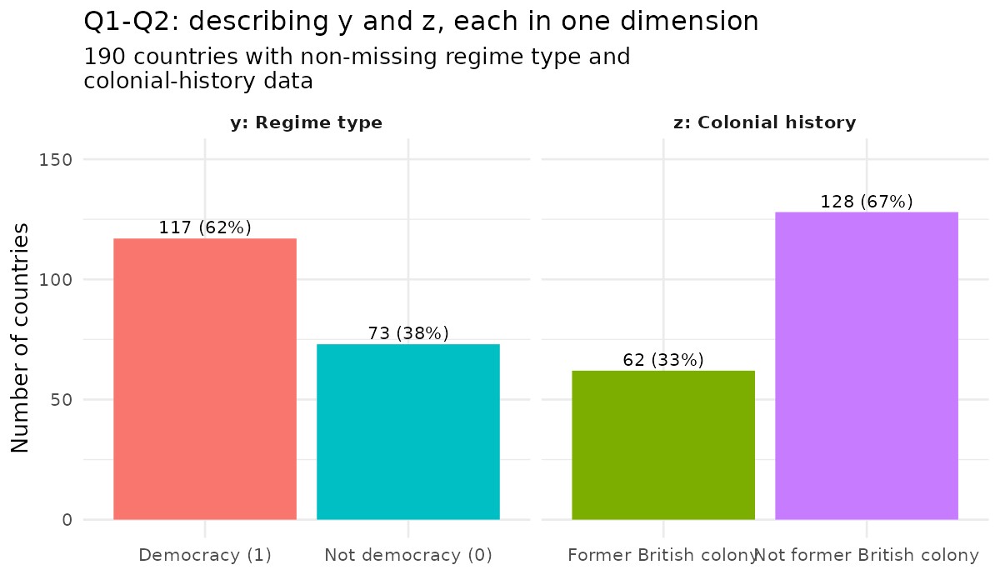 Q1-Q2: describing y and z, each in one dimension
190 countries with non-missing regime type and
colonial-history data
y: Regime type
z: Colonial history
Number of countries
150
100
50
0
117 (62%)
73 (38%)
62 (33%)
128 (67%)
Democracy (1)
Not democracy (0)
Former British colony
Not former British colony